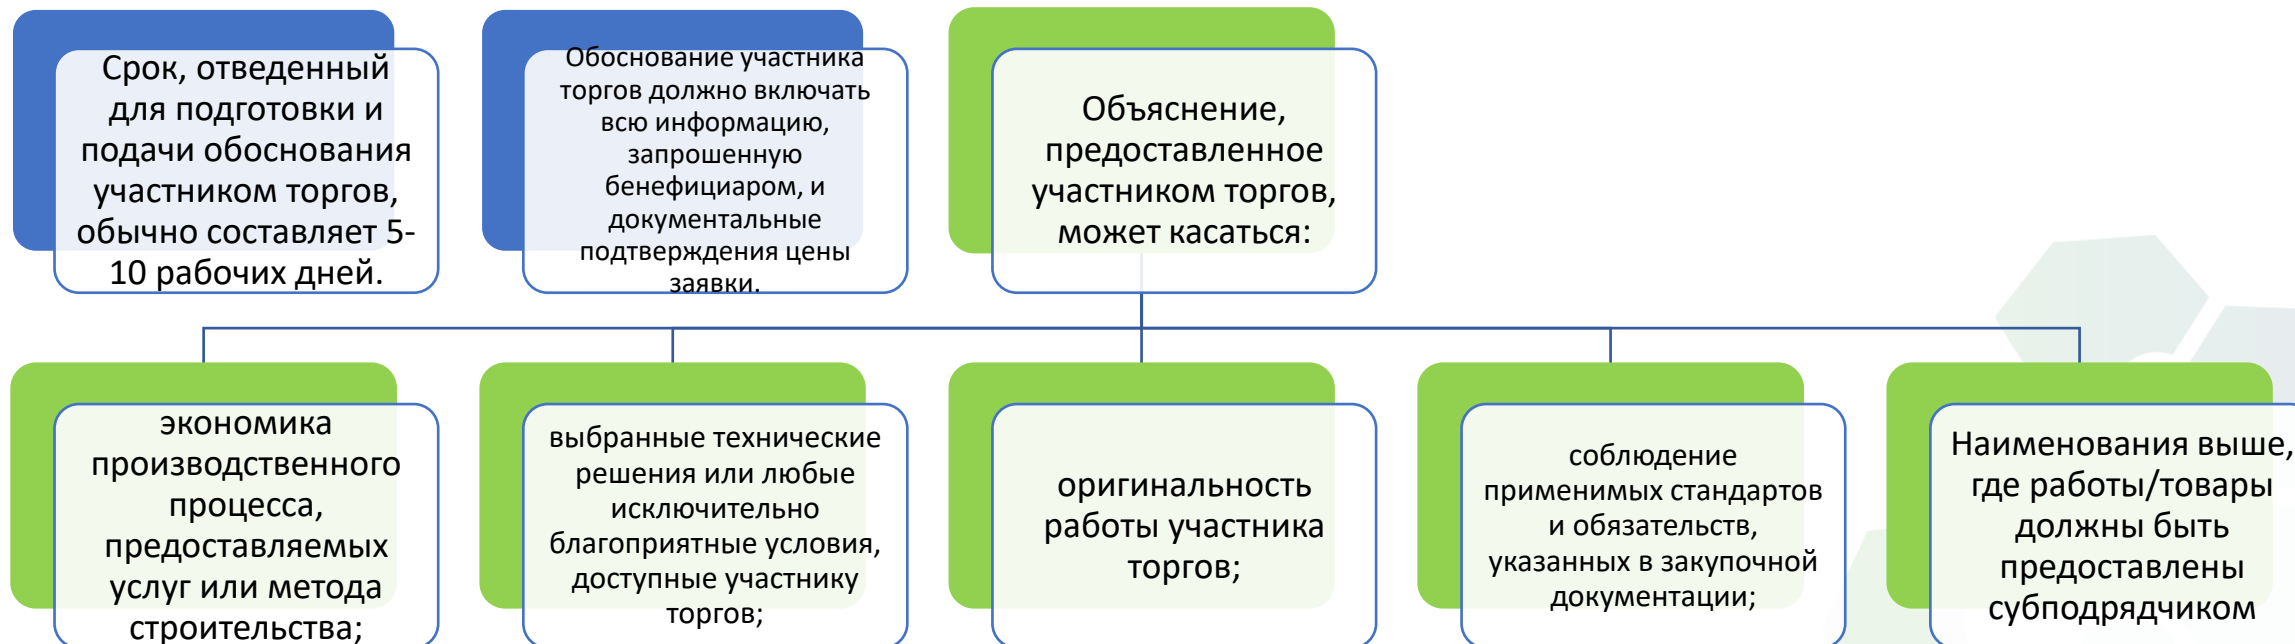 Срок, отведенный
для подготовки и
подачи обоснования
участником торгов,
обычно составляет 5-
10 рабочих дней.
Обоснование участника
торгов должно включать
всю информацию,
запрошенную
бенефициаром, и
документальные
подтверждения цены
заявки.
Объяснение,
предоставленное
участником торгов,
может касаться:
экономика
производственного
процесса,
предоставляемых
услуг или метода
строительства;
выбранные технические
решения или любые
исключительно
благоприятные условия,
доступные участнику
торгов;
оригинальность
работы участника
торгов;
соблюдение
применимых стандартов
и обязательств,
указанных в закупочной
документации;
Наименования выше,
где работы/товары
должны быть
предоставлены
субподрядчиком